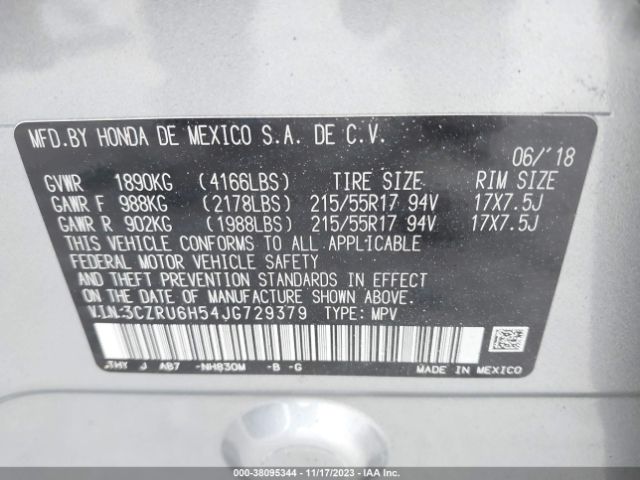 MFD.BY HONDA DE MEXICO S.A. DE C.V.
06/'18
GVWR 1890KG (4166LBS) TIRE SIZE RIM SIZE
GAWR F 988KG (2178LBS) 215/55R17 94V 17X7.5J
GAWR R 902KG (1988LBS) 215/55R17 94V 17X7.5J
THIS VEHICLE CONFORMS TO ALL APPLICABLE
FEDERAL MOTOR VEHICLE SAFETY
AND THEFT PREVENTION STANDARDS IN EFFECT
ON THE DATE OF MANUFACTURE SHOWN ABOVE.
V.I.N:3CZRU6H54JG729379 TYPE: MPV
THY J AB7 -NH830M -B -G
MADE IN MEXICO
000-38095344 - 11/17/2023 - IAA Inc.